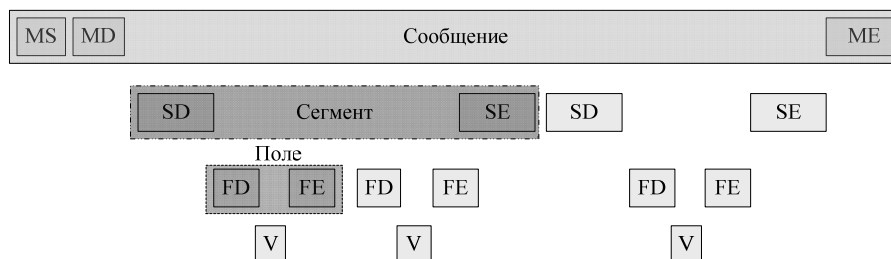 MS MD Сообщение ME
SD Сегмент SE SD SE
Поле
FD FE FD FE FD FE
V V V